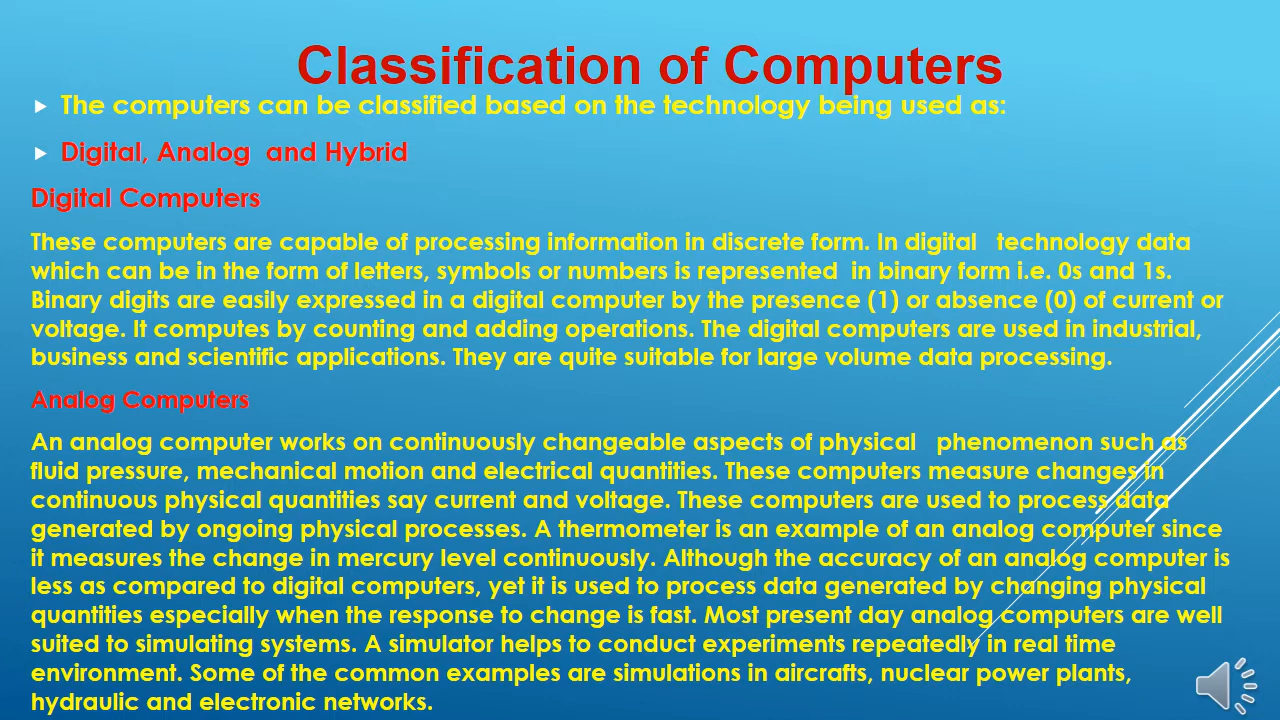 Classification of Computers
The computers can be classified based on the technology being used as:
Digital, Analog  and Hybrid
Digital Computers
These computers are capable of processing information in discrete form. In digital   technology data
which can be in the form of letters, symbols or numbers is represented  in binary form i.e. 0s and 1s.
Binary digits are easily expressed in a digital computer by the presence (1) or absence (0) of current or
voltage. It computes by counting and adding operations. The digital computers are used in industrial,
business and scientific applications. They are quite suitable for large volume data processing.
Analog Computers
An analog computer works on continuously changeable aspects of physical   phenomenon such as
fluid pressure, mechanical motion and electrical quantities. These computers measure changes in
continuous physical quantities say current and voltage. These computers are used to process data
generated by ongoing physical processes. A thermometer is an example of an analog computer since
it measures the change in mercury level continuously. Although the accuracy of an analog computer is
less as compared to digital computers, yet it is used to process data generated by changing physical
quantities especially when the response to change is fast. Most present day analog computers are well
suited to simulating systems. A simulator helps to conduct experiments repeatedly in real time
environment. Some of the common examples are simulations in aircrafts, nuclear power plants,
hydraulic and electronic networks.